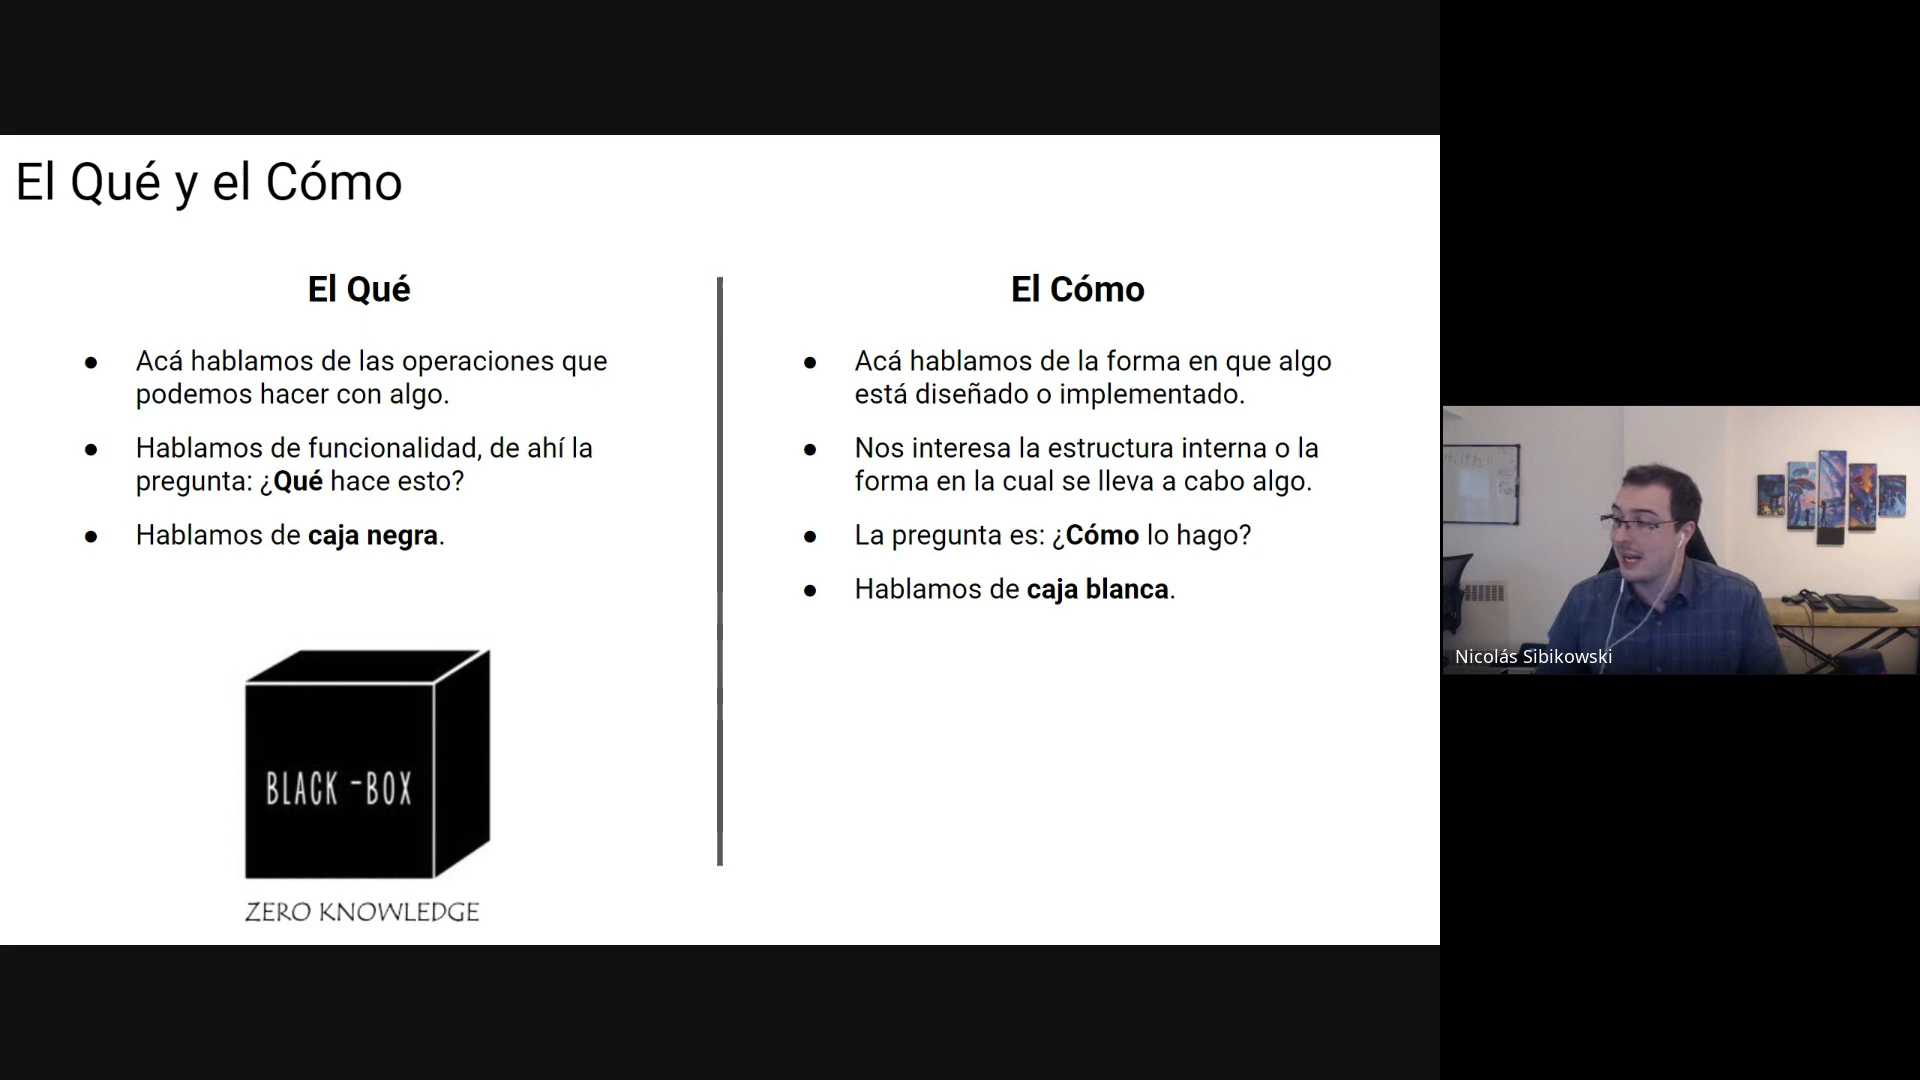 El Qué y el Cómo
El Qué
● Acá hablamos de las operaciones que
podemos hacer con algo.
● Hablamos de funcionalidad, de ahí la
pregunta: ¿Qué hace esto?
● Hablamos de caja negra.
BLACK -BOX
ZERO KNOWLEDGE
El Cómo
● Acá hablamos de la forma en que algo
está diseñado o implementado.
● Nos interesa la estructura interna o la
forma en la cual se lleva a cabo algo.
● La pregunta es: ¿Cómo lo hago?
● Hablamos de caja blanca.
Nicolás Sibikowski